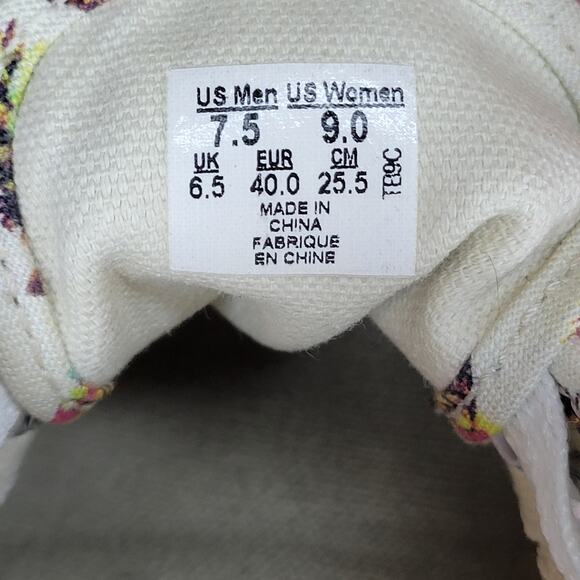 US Men US Women
7.5 9.0
UK EUR CM
6.5 40.0 25.5
TB9C
MADE IN
CHINA
FABRIQUE
EN CHINE